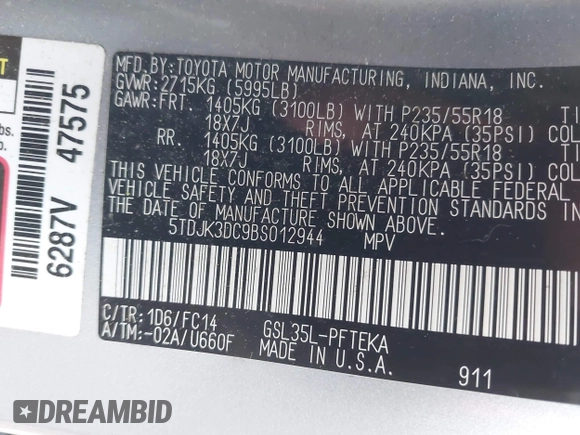 MFD.BY:TOYOTA MOTOR MANUFACTURING, INDIANA, INC.
GVWR:2715KG (5995LB)
GAWR:FRT. 1405KG (3100LB) WITH P235/55R18
18X7J RIMS, AT 240KPA (35PSI) COL
RR. 1405KG (3100LB) WITH P235/55R18
18X7J RIMS, AT 240KPA (35PSI) COL
THIS VEHICLE CONFORMS TO ALL APPLICABLE FEDERAL
VEHICLE SAFETY AND THEFT PREVENTION STANDARDS
THE DATE OF MANUFACTURE SHOWN ABOVE.
5TDJK3DC9BS012944 MPV
C/TR:1D6/FC14 GSL35L-PFTEKA
A/TM:-02A/U660F MADE IN U.S.A. 911
6287V 47575
lbs.
DREAMBID